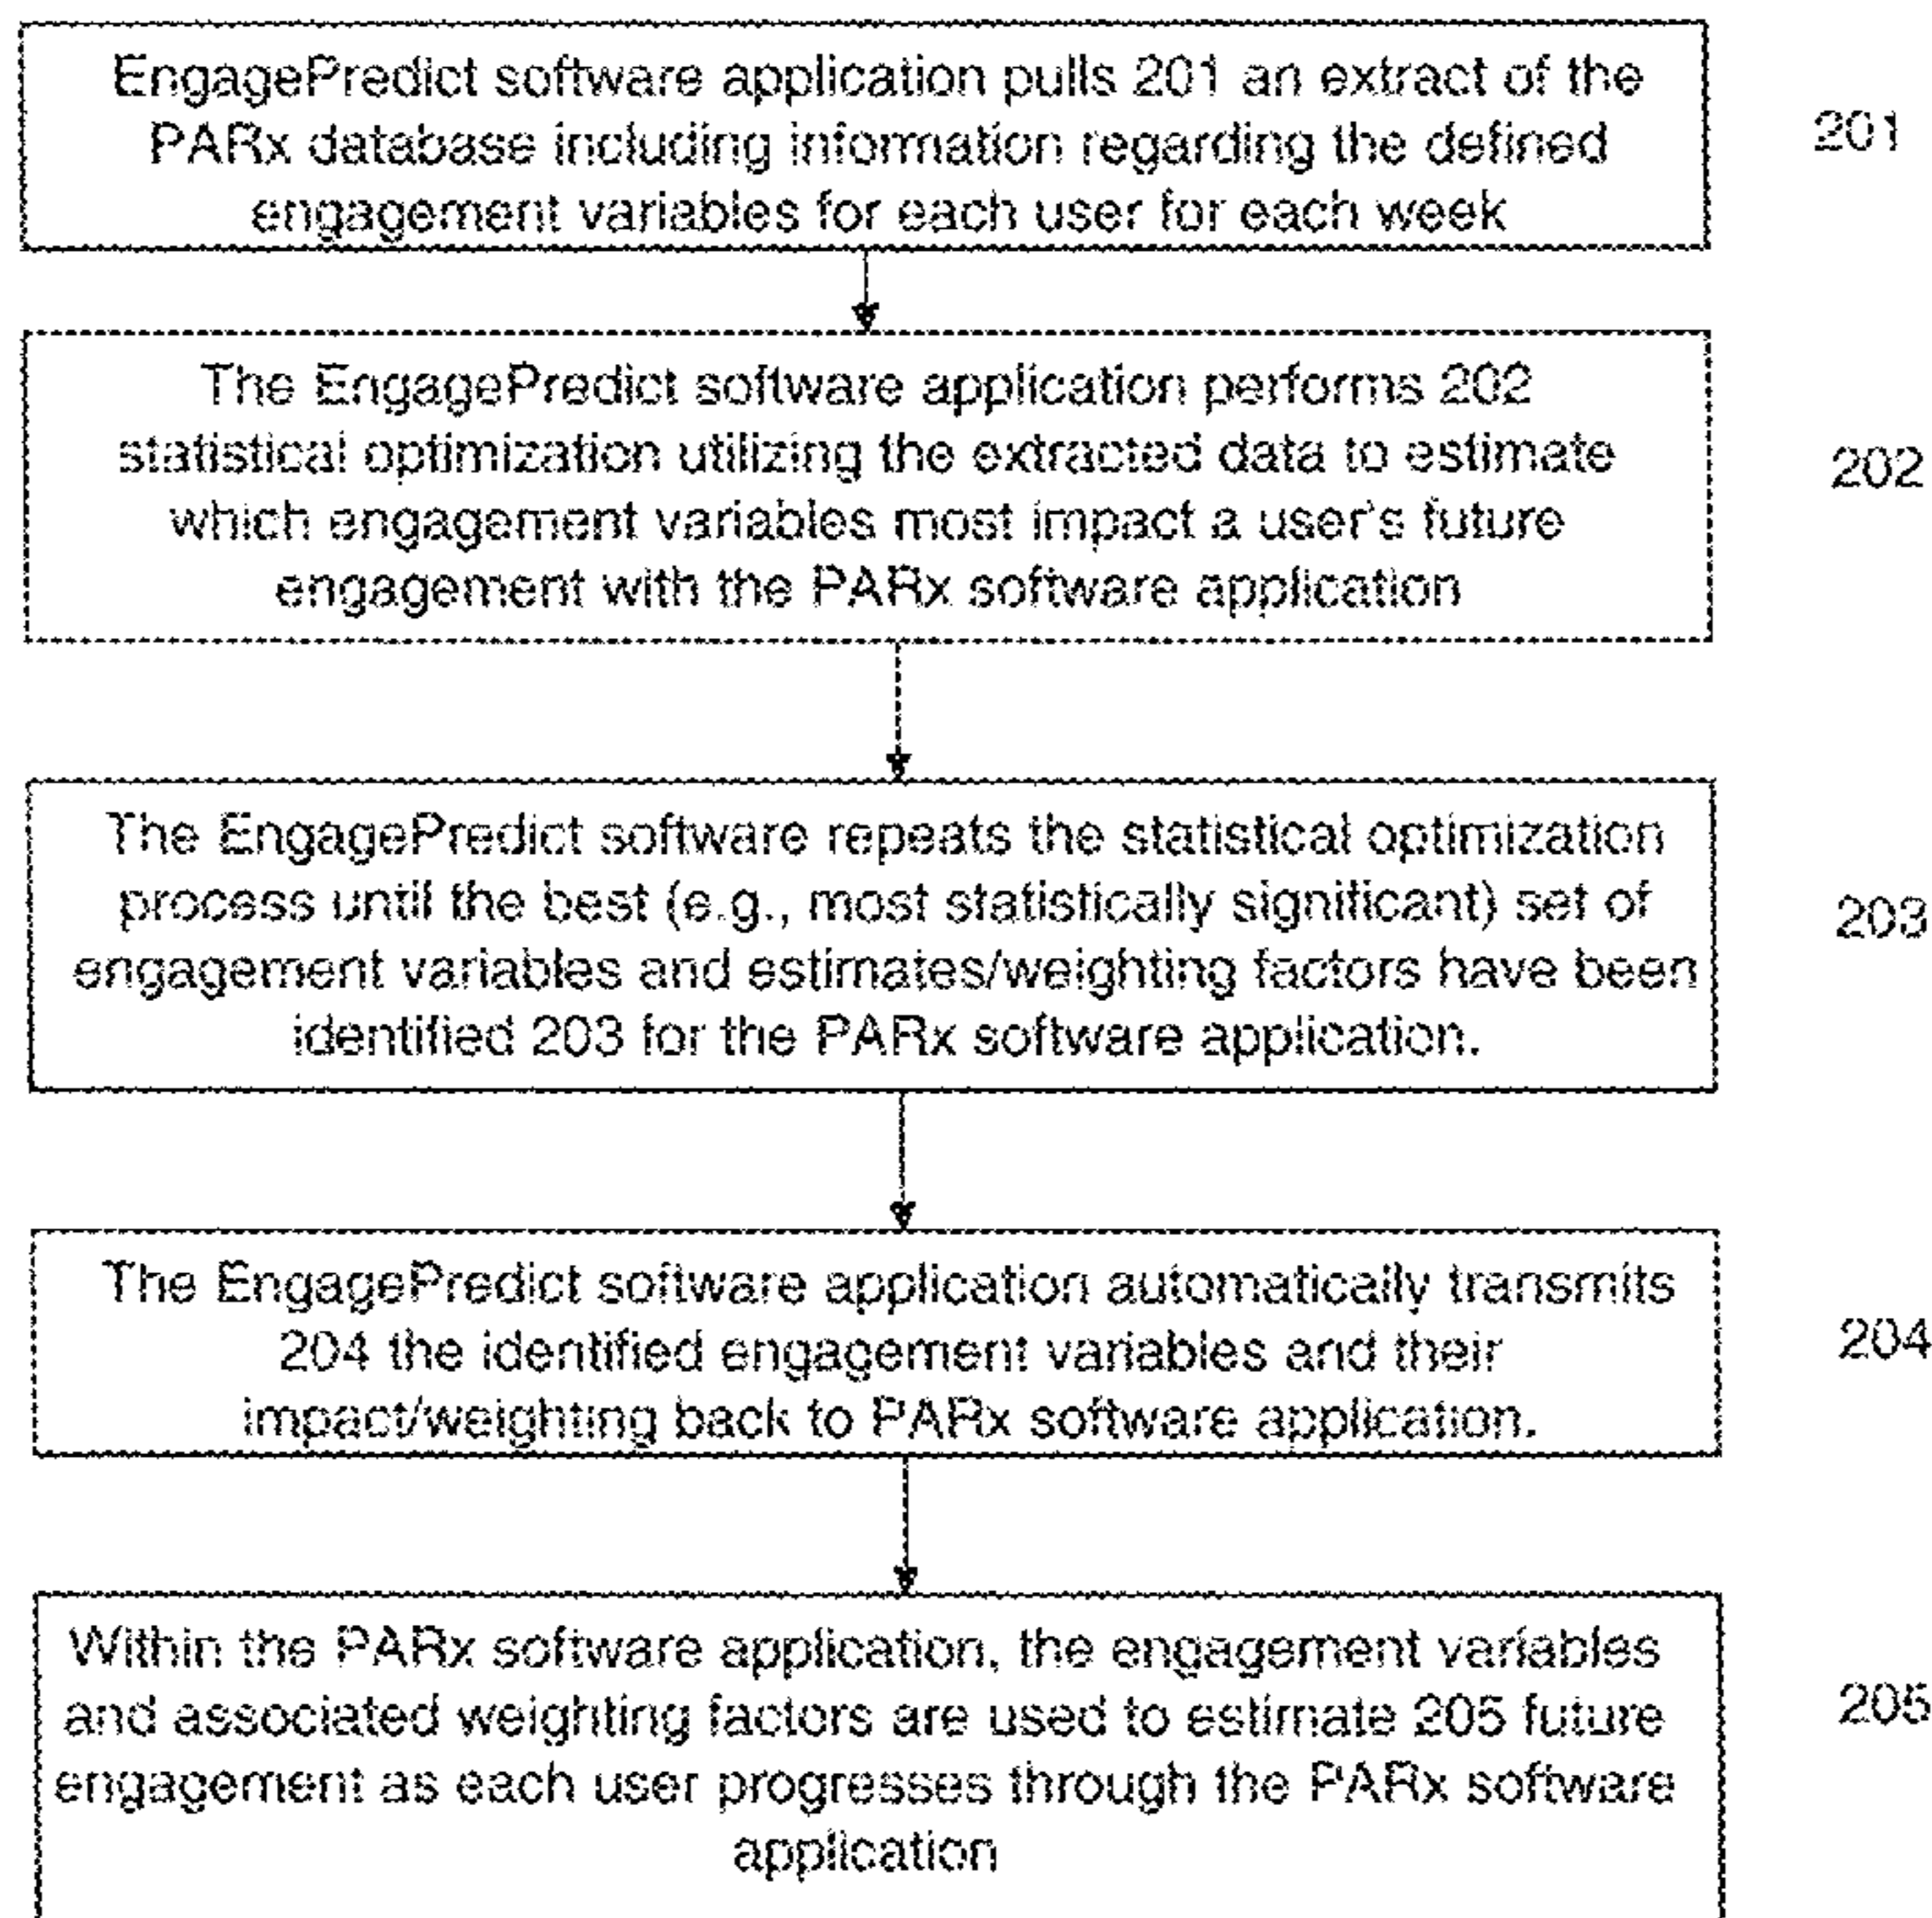 EngagePredict software application pulls 201 an extract of the
PARx database including information regarding the defined
engagement variables for each user for each week
201
The EngagePredict software application performs 202
statistical optimization utilizing the extracted data to estimate
which engagement variables most impact a user's future
engagement with the PARx software application
202
The EngagePredict software repeats the statistical optimization
process until the best (e.g., most statistically significant) set of
engagement variables and estimates/weighting factors have been
identified 203 for the PARx software application.
203
The EngagePredict software application automatically transmits
204 the identified engagement variables and their
impact/weighting back to PARx software application.
204
Within the PARx software application, the engagement variables
and associated weighting factors are used to estimate 205 future
engagement as each user progresses through the PARx software
application
205